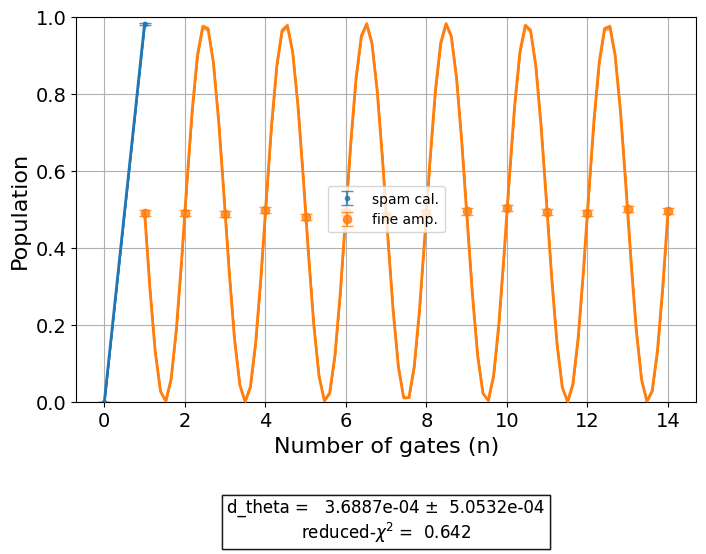 1.0
0.8
0.6
0.4
0.2
0.0
Population
spam cal.
fine amp.
0 2 4 6 8 10 12 14
Number of gates (n)
d_theta = 3.6887e-04 ± 5.0532e-04
reduced-χ² = 0.642